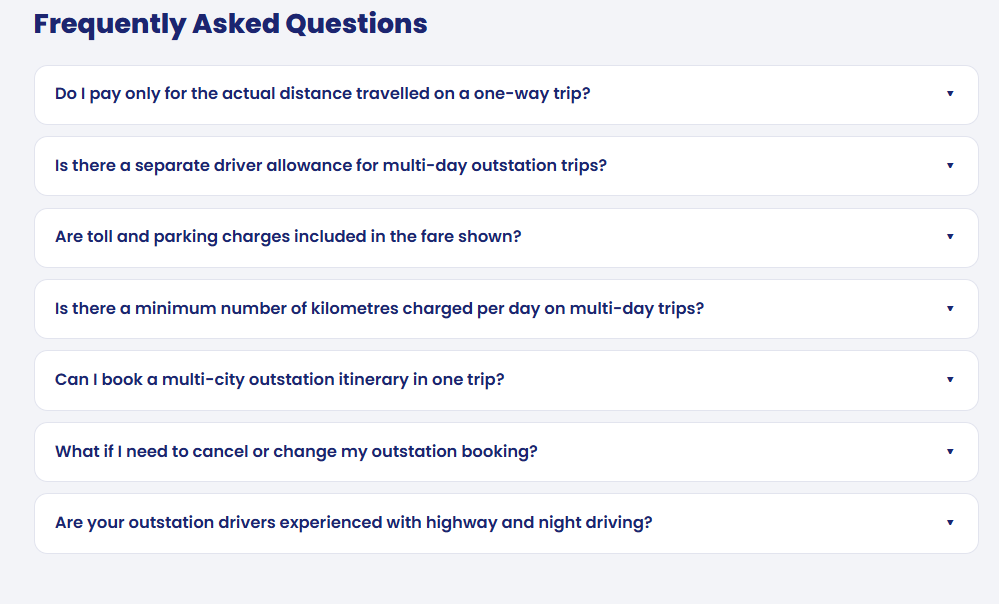 Frequently Asked Questions
Do I pay only for the actual distance travelled on a one-way trip?
Is there a separate driver allowance for multi-day outstation trips?
Are toll and parking charges included in the fare shown?
Is there a minimum number of kilometres charged per day on multi-day trips?
Can I book a multi-city outstation itinerary in one trip?
What if I need to cancel or change my outstation booking?
Are your outstation drivers experienced with highway and night driving?